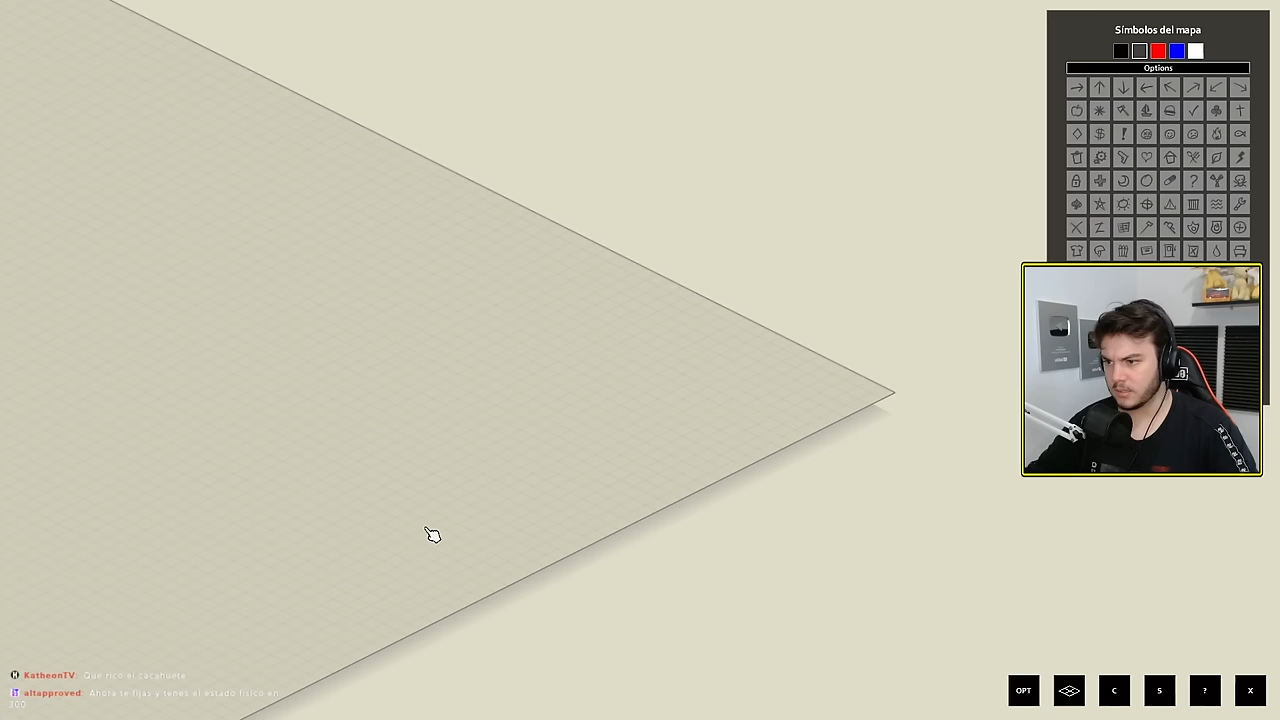 Símbolos del mapa
Options
KatheonTV: Que rico el cacahuete
altapproved: Ahora te fijas y tenes el estado fisico en
300
OPT
C
S
?
X